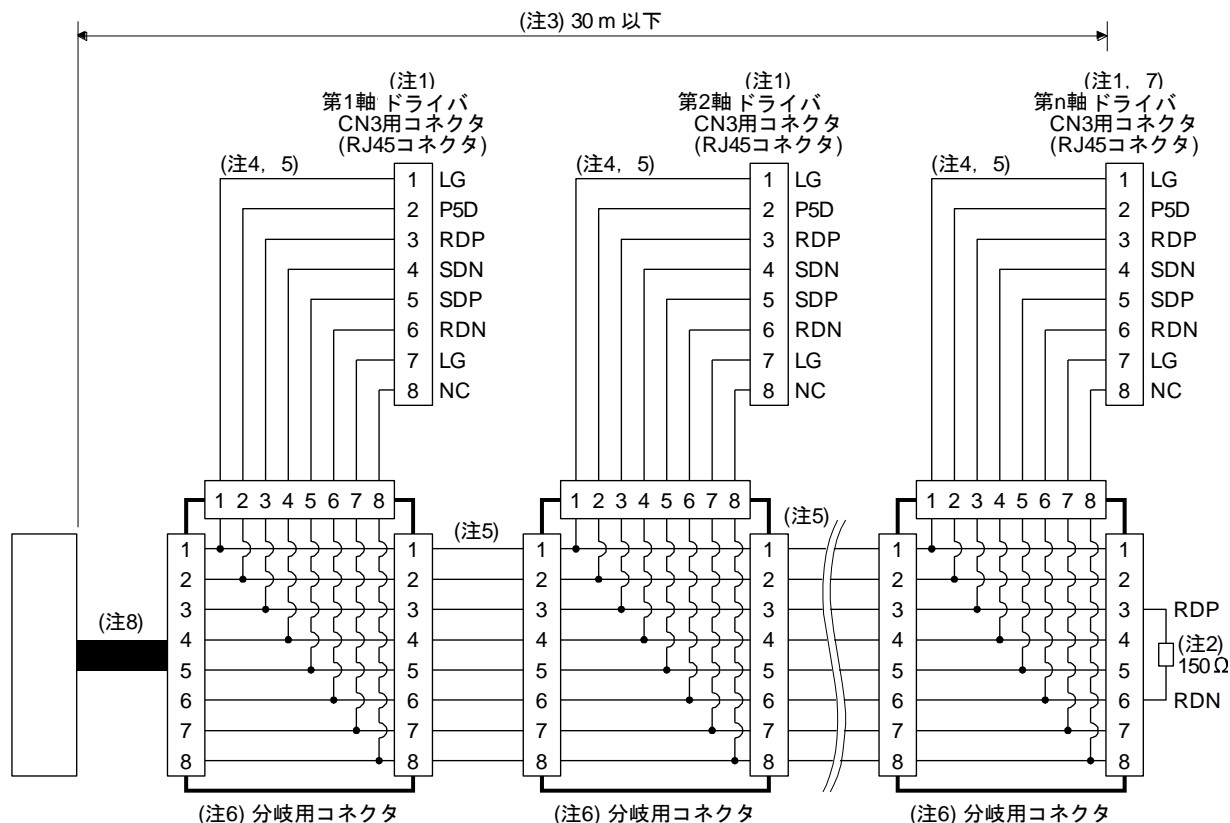 (注3) 30 m 以下
(注1)
第1軸 ドライバ
CN3用コネクタ
(RJ45コネクタ)
(注4, 5)
1 LG
2 P5D
3 RDP
4 SDN
5 SDP
6 RDN
7 LG
8 NC
(注1)
第2軸 ドライバ
CN3用コネクタ
(RJ45コネクタ)
(注4, 5)
1 LG
2 P5D
3 RDP
4 SDN
5 SDP
6 RDN
7 LG
8 NC
(注1, 7)
第n軸 ドライバ
CN3用コネクタ
(RJ45コネクタ)
(注4, 5)
1 LG
2 P5D
3 RDP
4 SDN
5 SDP
6 RDN
7 LG
8 NC
1 2 3 4 5 6 7 8
1 2 3 4 5 6 7 8
1 2 3 4 5 6 7 8
(注5)
(注5)
1 1 1 1 1 1
2 2 2 2 2 2
3 3 3 3 3 3 RDP
(注8)
4 4 4 4 4 4 (注2)
5 5 5 5 5 5 150Ω
6 6 6 6 6 6 RDN
7 7 7 7 7 7
8 8 8 8 8 8
(注6) 分岐用コネクタ
(注6) 分岐用コネクタ
(注6) 分岐用コネクタ